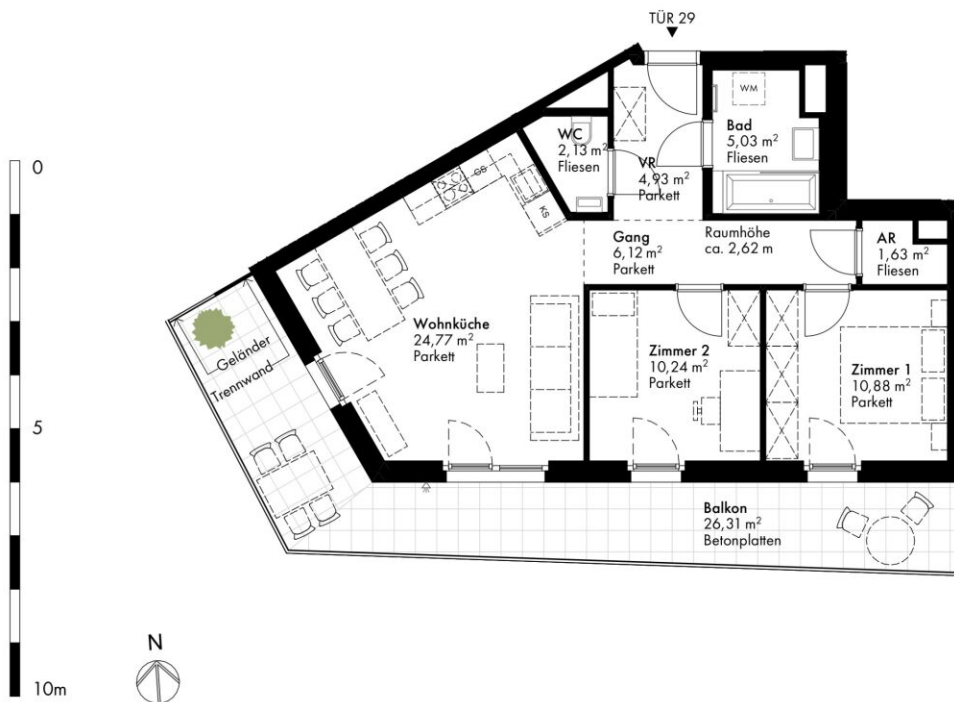 TÜR 29
WM
Bad
5,03 m²
Fliesen
WC
2,13 m²
Fliesen
VR
4,93 m²
Parkett
GS
KS
Gang
6,12 m²
Parkett
Raumhöhe
ca. 2,62 m
AR
1,63 m²
Fliesen
Wohnküche
24,77 m²
Parkett
Zimmer 2
10,24 m²
Parkett
Zimmer 1
10,88 m²
Parkett
Geländer
Trennwand
Balkon
26,31 m²
Betonplatten
0
5
10m
N